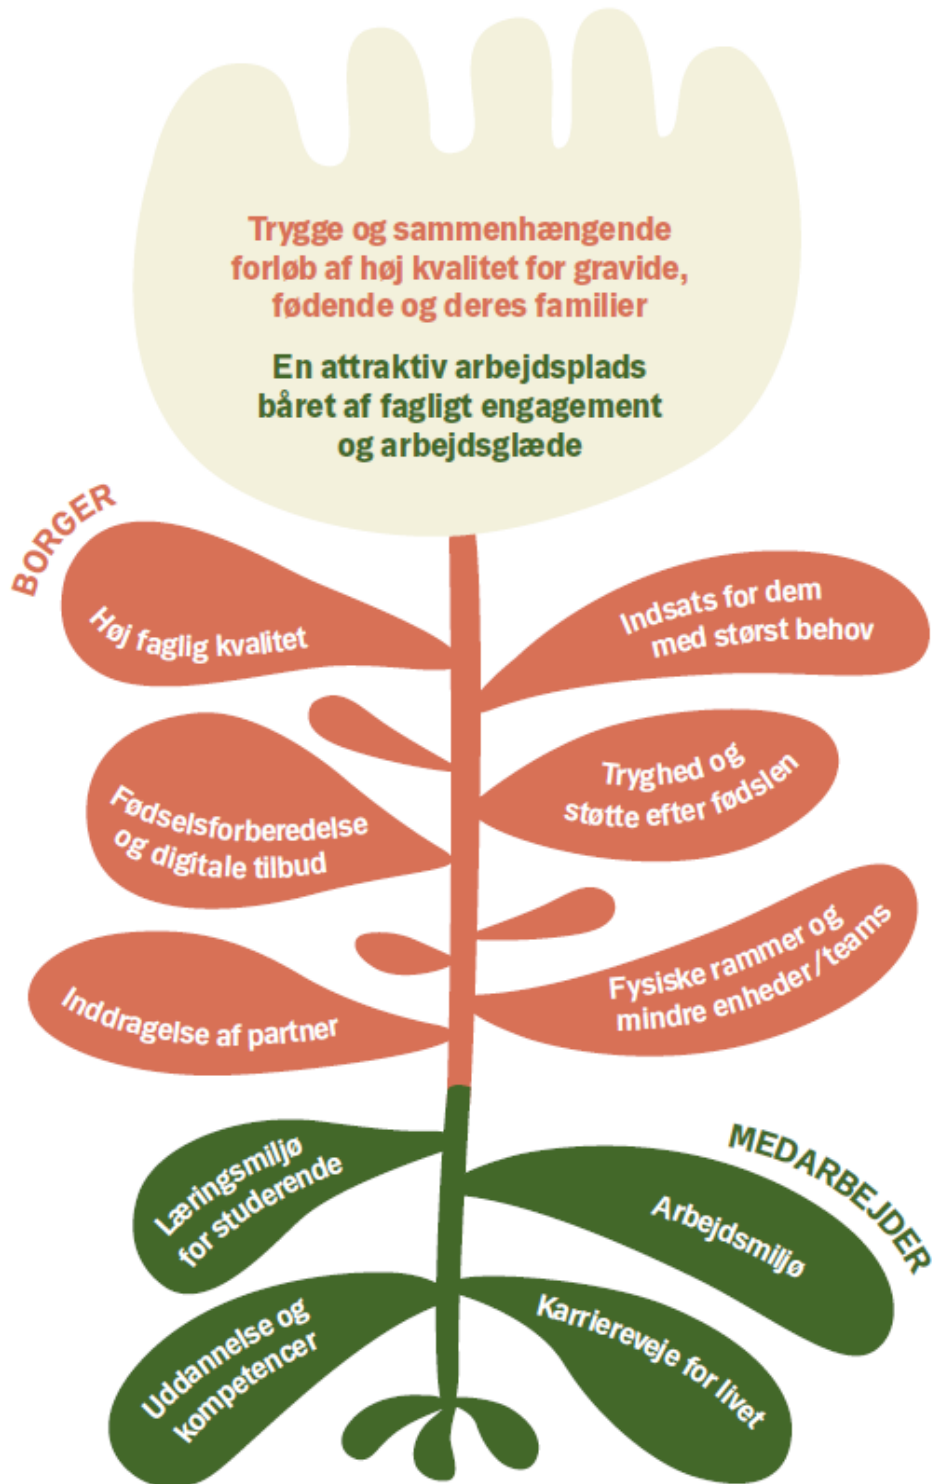 Trygge og sammenhængende
forløb af høj kvalitet for gravide,
fødende og deres familier
En attraktiv arbejdsplads
båret af fagligt engagement
og arbejdsglæde
BORGER
Høj faglig kvalitet
Indsats for dem
med størst behov
Fødselsforberedelse
og digitale tilbud
Tryghed og
støtte efter fødslen
Inddragelse af partner
Fysiske rammer og
mindre enheder/teams
MEDARBEJDER
Læringsmiljø
for studerende
Arbejdsmiljø
Uddannelse og
kompetencer
Karriereveje for livet